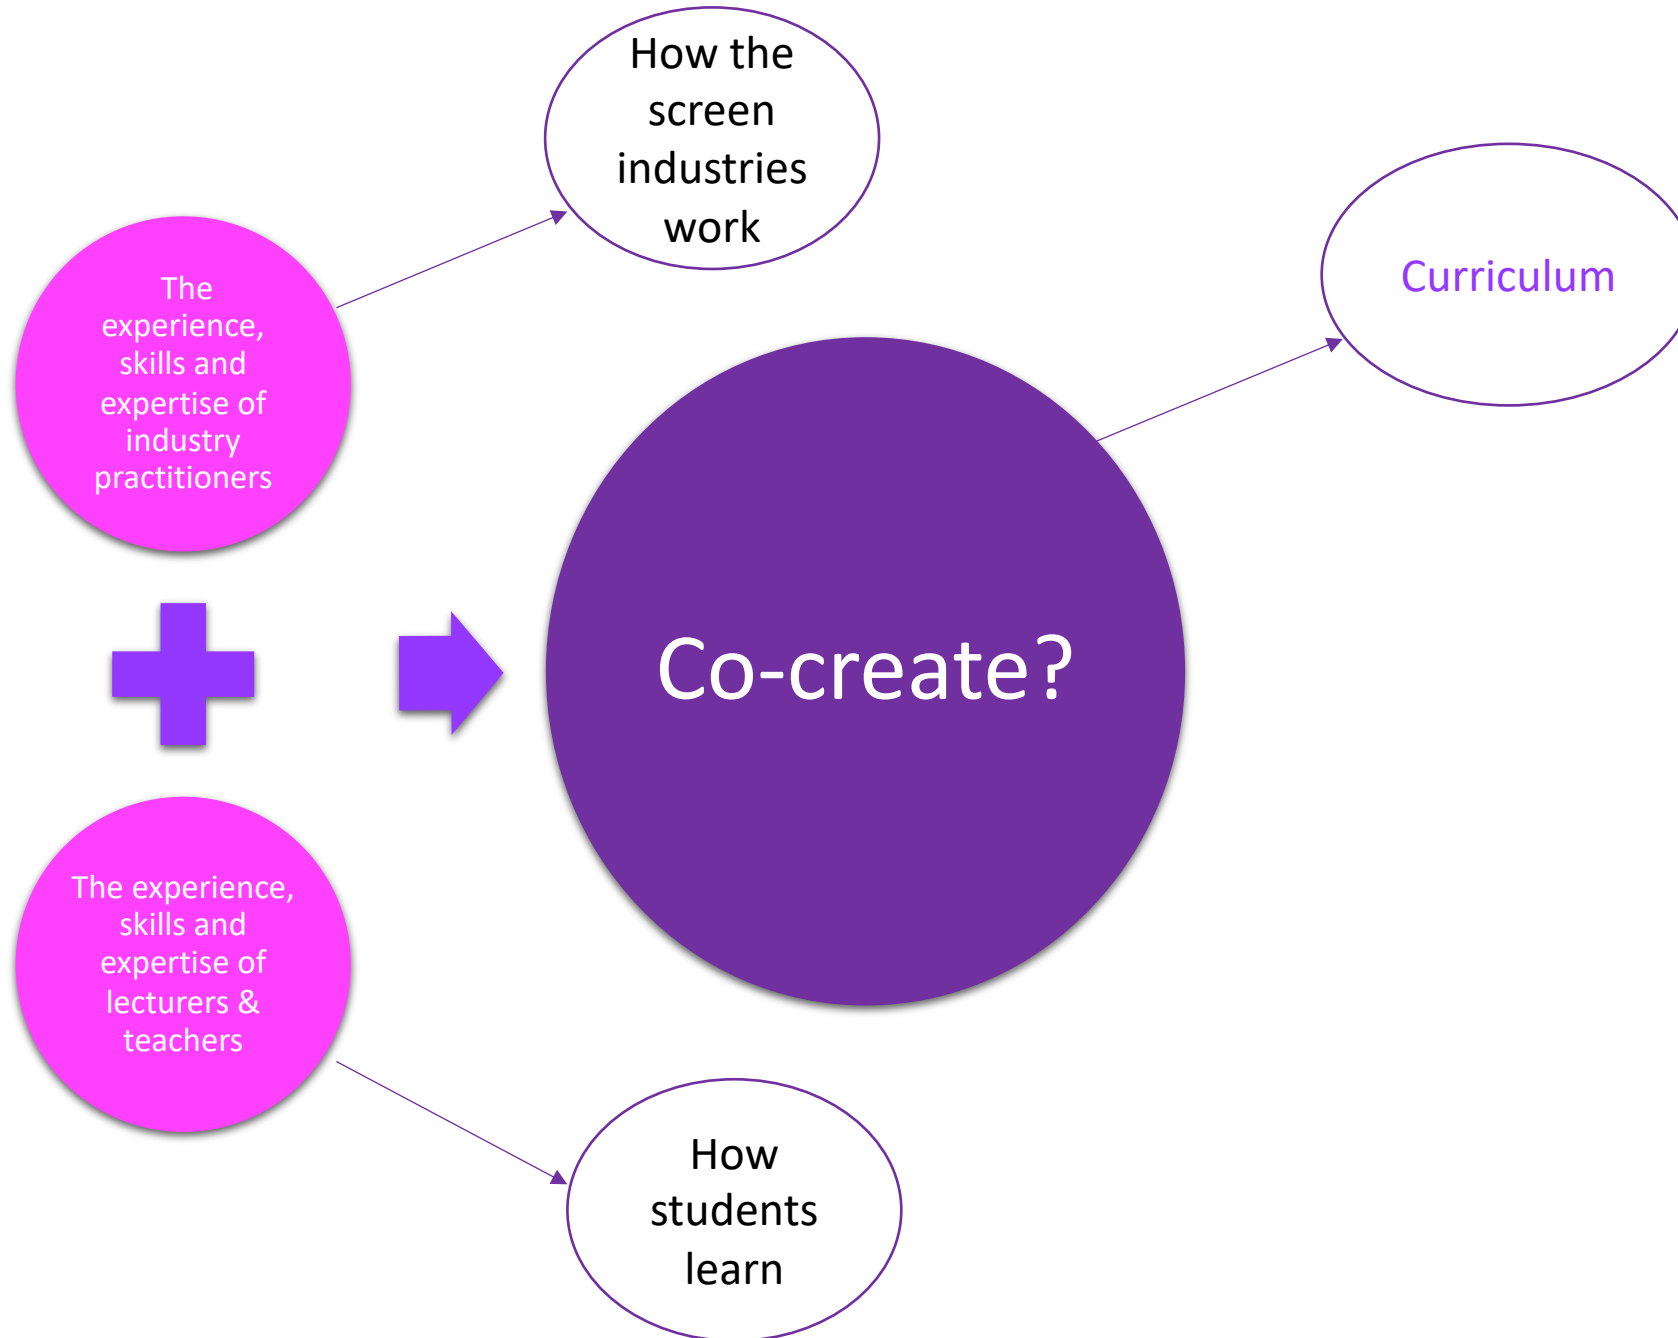 How the
screen
industries
work
Curriculum
The
experience,
skills and
expertise of
industry
practitioners
Co-create?
The experience,
skills and
expertise of
lecturers &
teachers
How
students
learn